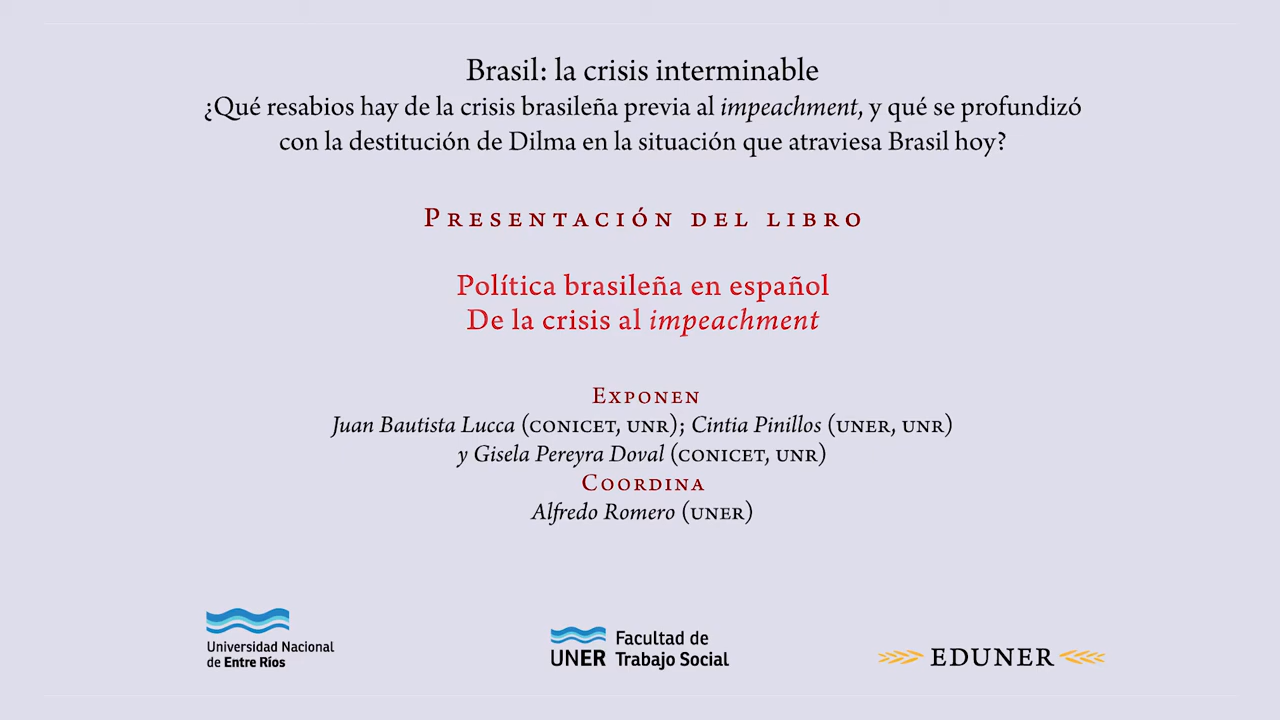 Brasil: la crisis interminable
¿Qué resabios hay de la crisis brasileña previa al impeachment, y qué se profundizó
con la destitución de Dilma en la situación que atraviesa Brasil hoy?
PRESENTACIÓN DEL LIBRO
Política brasileña en español
De la crisis al impeachment
EXPONEN
Juan Bautista Lucca (CONICET, UNR); Cintia Pinillos (UNER, UNR)
y Gisela Pereyra Doval (CONICET, UNR)
COORDINA
Alfredo Romero (UNER)
Universidad Nacional
de Entre Ríos
UNER
Facultad de
Trabajo Social
EDUNER